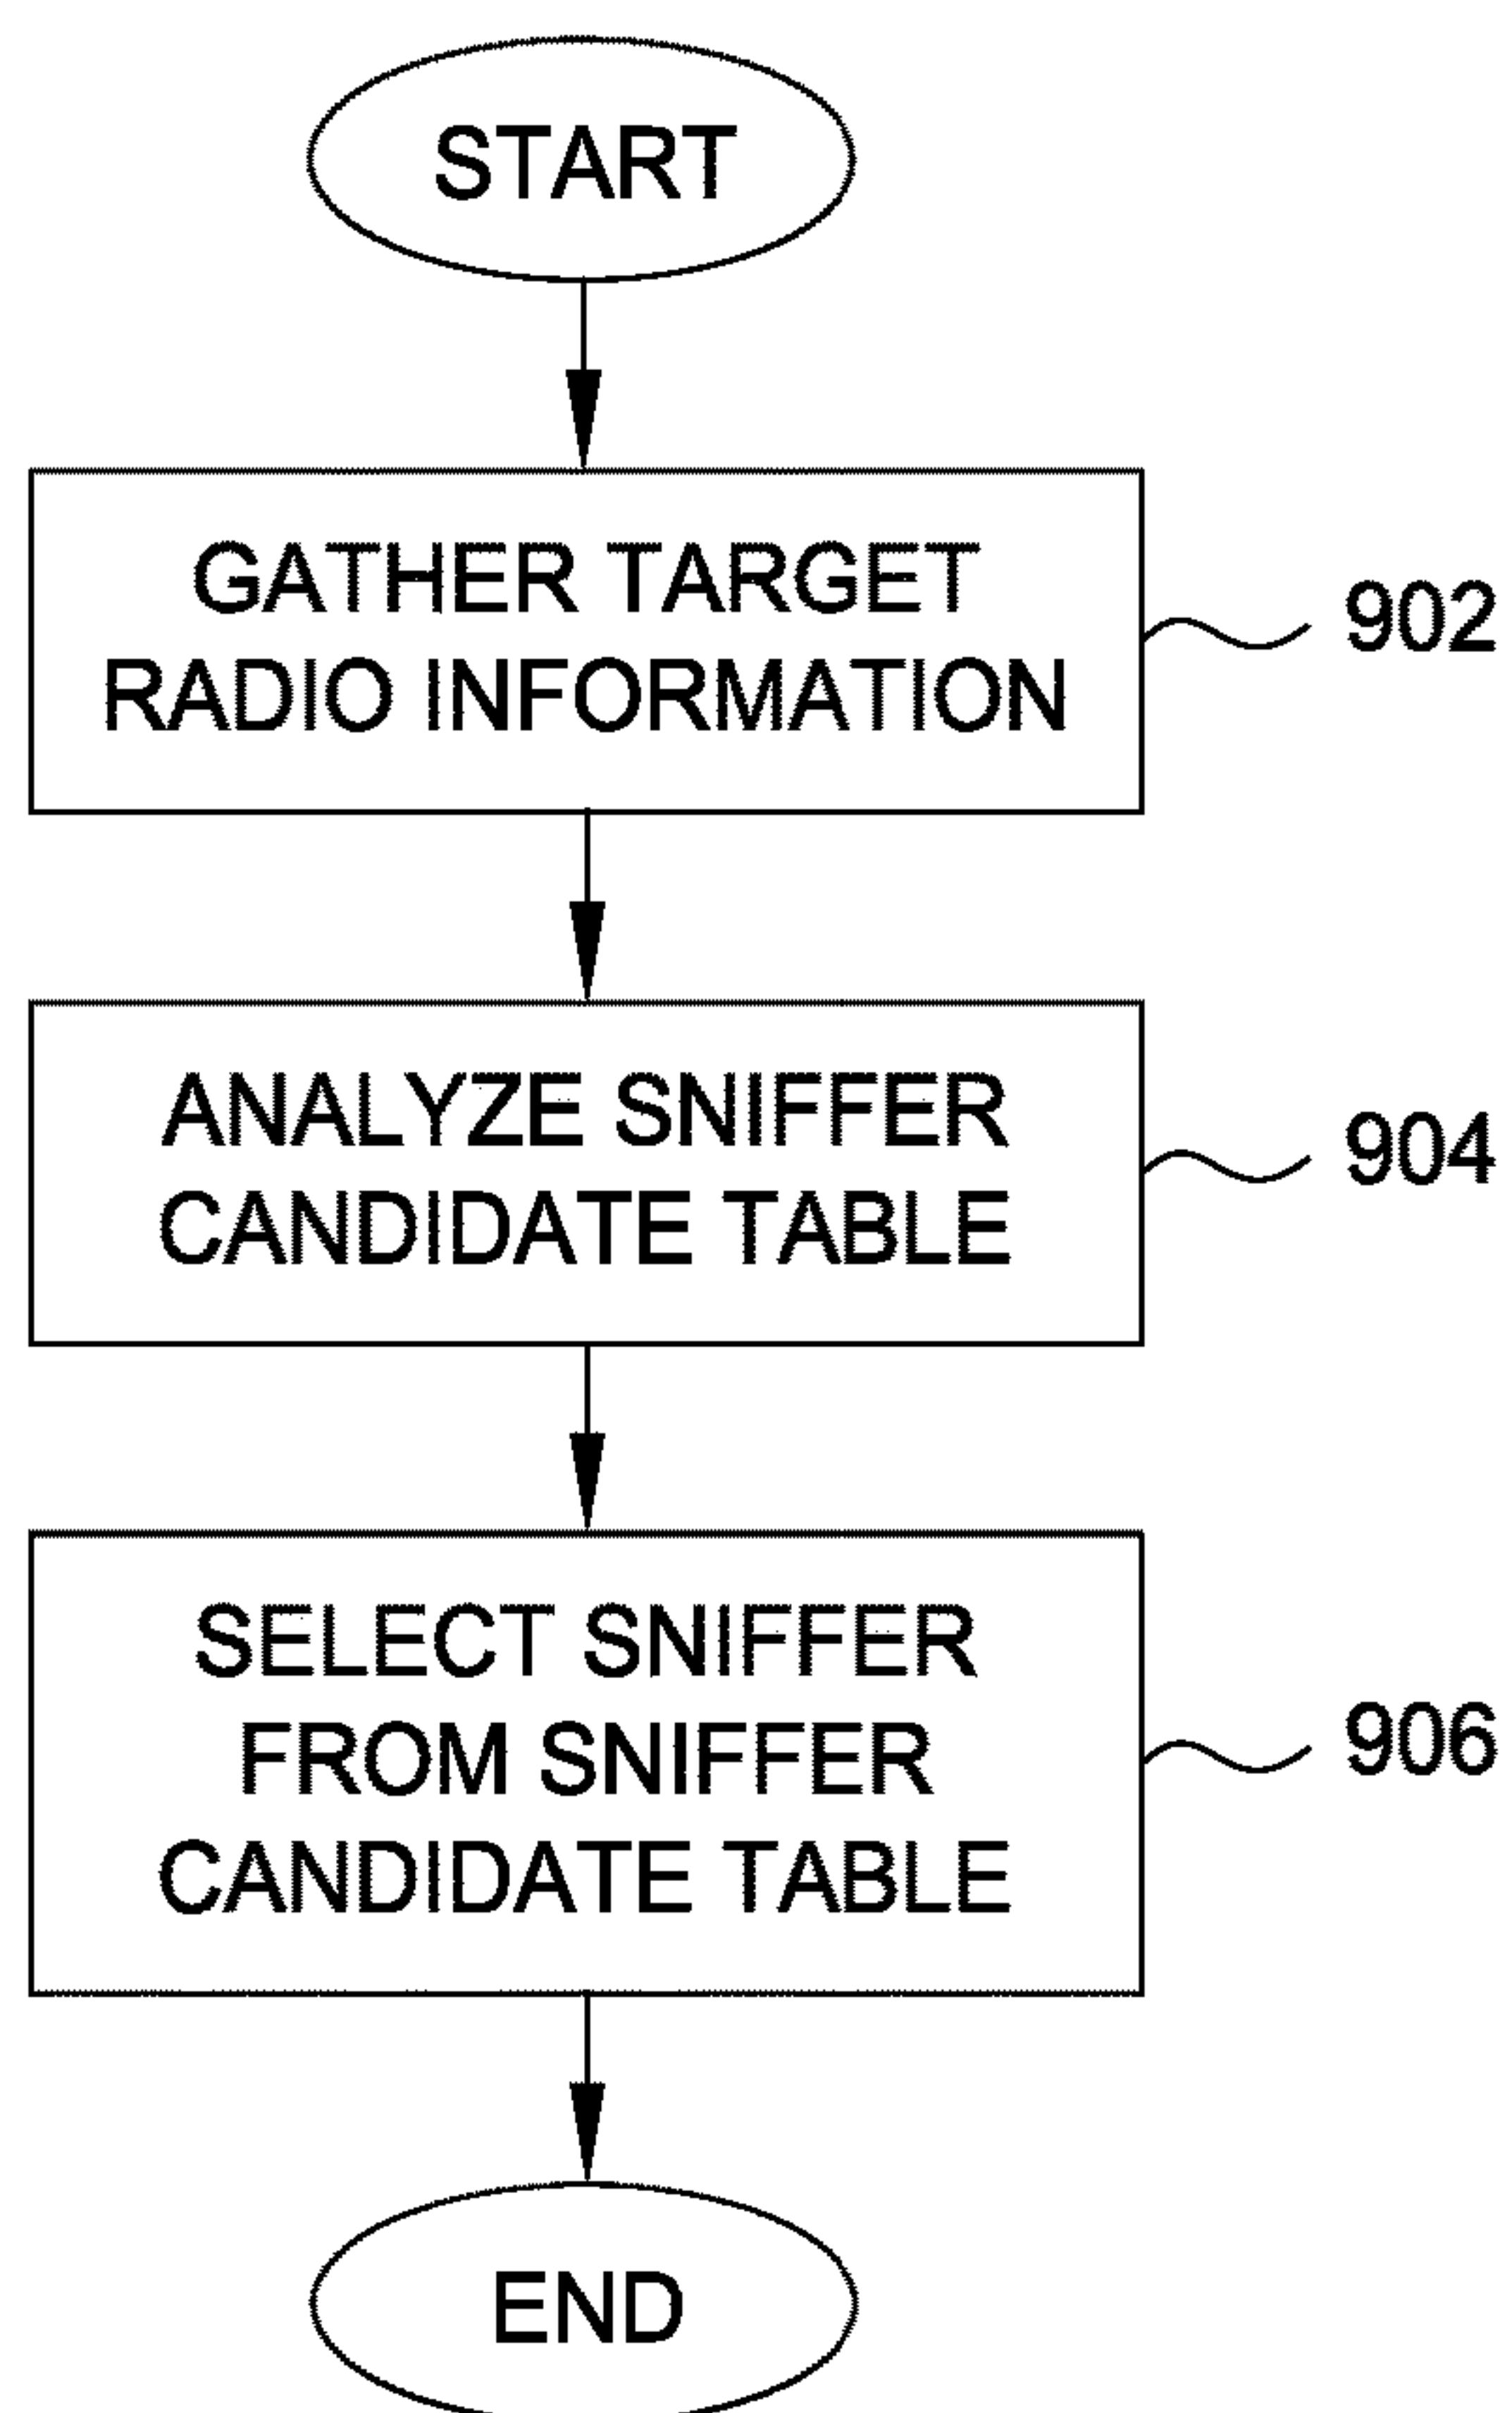 START
GATHER TARGET
RADIO INFORMATION
902
ANALYZE SNIFFER
CANDIDATE TABLE
904
SELECT SNIFFER
FROM SNIFFER
CANDIDATE TABLE
906
END